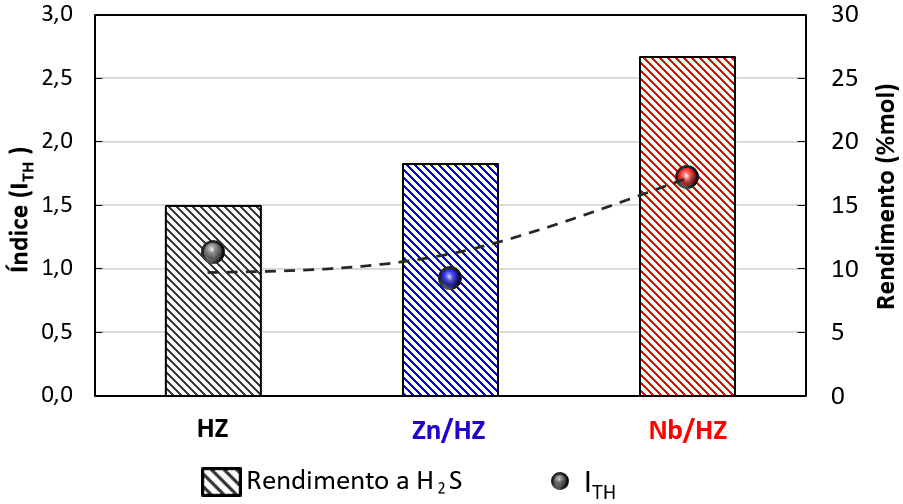 3,0
2,5
2,0
1,5
1,0
0,5
0,0
Índice (I_TH )
30
25
20
15
10
5
0
Rendimento (%mol)
HZ
Zn/HZ
Nb/HZ
Rendimento a H₂S
I_TH